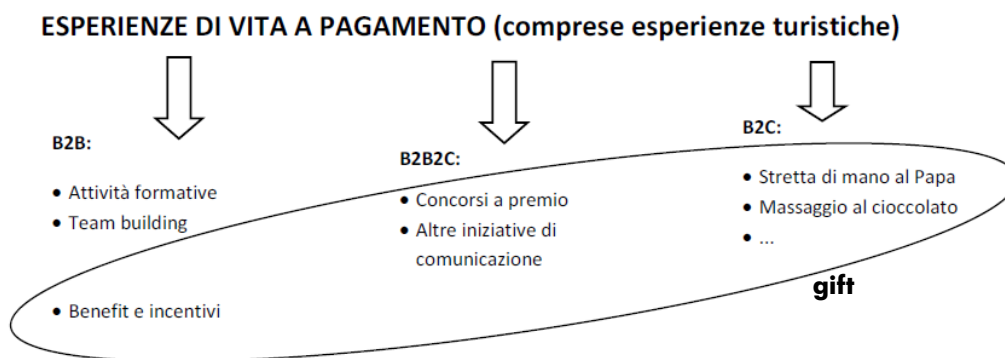 ESPERIENZE DI VITA A PAGAMENTO (comprese esperienze turistiche)
B2B:
• Attività formative
• Team building
• Benefit e incentivi
B2B2C:
• Concorsi a premio
• Altre iniziative di
comunicazione
B2C:
• Stretta di mano al Papa
• Massaggio al cioccolato
• ...
gift